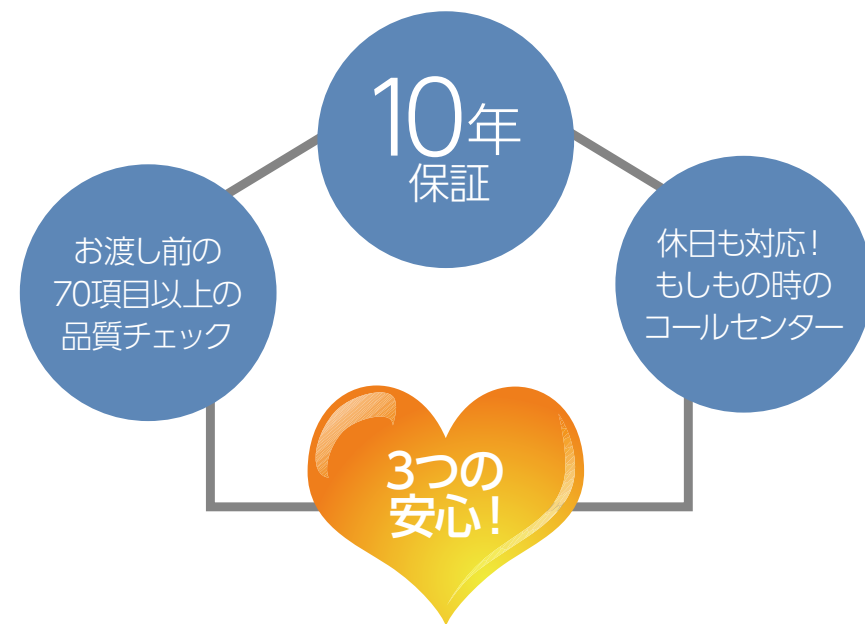 10年
保証
お渡し前の
70項目以上の
品質チェック
休日も対応！
もしもの時の
コールセンター
3つの
安心！